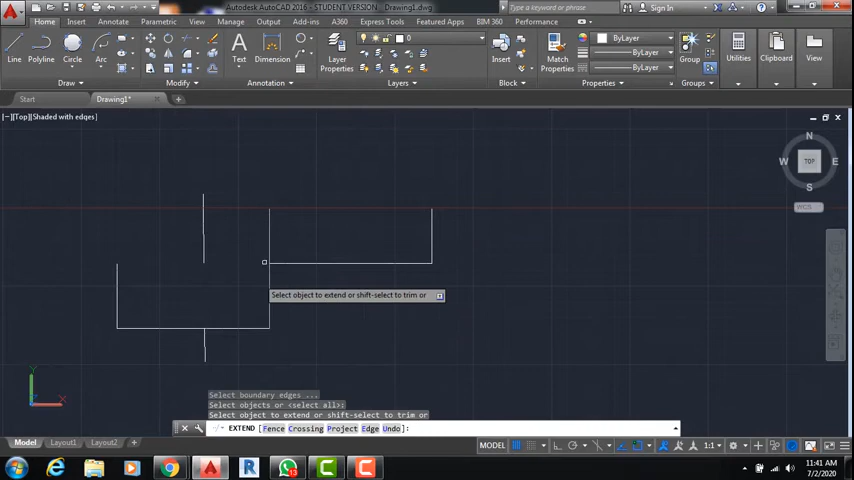 Autodesk AutoCAD 2016 - STUDENT VERSION Drawing1.dwg
Type a keyword or phrase
Sign In
Home Insert Annotate Parametric View Manage Output Add-ins A360 Express Tools Featured Apps BIM 360 Performance
Line Polyline Circle Arc Text Dimension Layer Properties 0 Insert Match Properties ByLayer Group Utilities Clipboard View
ByLayer
ByLayer
Draw Modify Annotation Layers Block Properties Groups
Start Drawing1*
[−][Top][Shaded with edges]
N
W TOP E
S
WCS
Select object to extend or shift-select to trim or
Y
X
Select boundary edges ...
Select objects or <select all>:
Select object to extend or shift-select to trim or
EXTEND [Fence Crossing Project Edge Undo]:
Model Layout1 Layout2 + MODEL 1:1
13
11:41 AM
7/2/2020